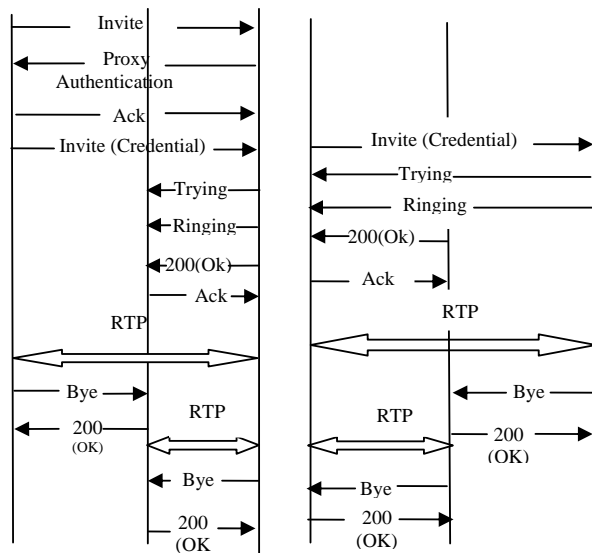 Invite
Proxy
Authentication
Ack
Invite (Credential)
Trying
Ringing
200(Ok)
Ack
RTP
Bye
200
(OK)
RTP
Bye
200
(OK
Invite (Credential)
Trying
Ringing
200(Ok)
Ack
RTP
Bye
200
(OK)
RTP
Bye
200
(OK)